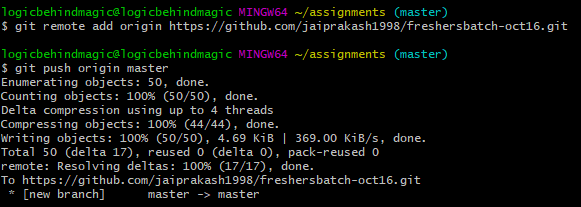 logicbehindmagic@logicbehindmagic MINGW64 ~/assignments (master)
$ git remote add origin https://github.com/jaiprakash1998/freshersbatch-oct16.git
logicbehindmagic@logicbehindmagic MINGW64 ~/assignments (master)
$ git push origin master
Enumerating objects: 50, done.
Counting objects: 100% (50/50), done.
Delta compression using up to 4 threads
Compressing objects: 100% (44/44), done.
Writing objects: 100% (50/50), 4.69 KiB | 369.00 KiB/s, done.
Total 50 (delta 17), reused 0 (delta 0), pack-reused 0
remote: Resolving deltas: 100% (17/17), done.
To https://github.com/jaiprakash1998/freshersbatch-oct16.git
 * [new branch]      master -> master